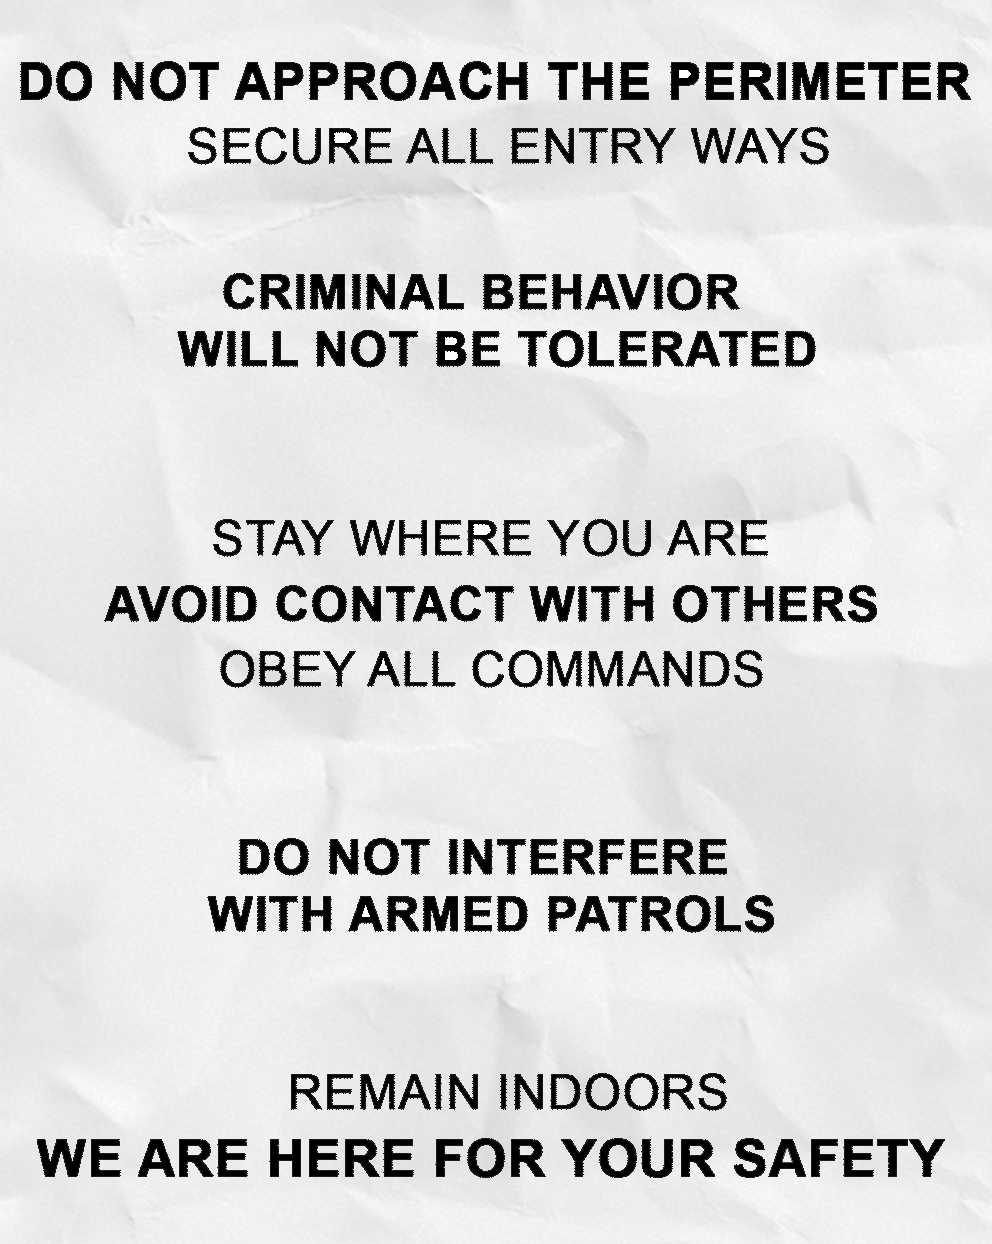 DO NOT APPROACH THE PERIMETER
SECURE ALL ENTRY WAYS
CRIMINAL BEHAVIOR
WILL NOT BE TOLERATED
STAY WHERE YOU ARE
AVOID CONTACT WITH OTHERS
OBEY ALL COMMANDS
DO NOT INTERFERE
WITH ARMED PATROLS
REMAIN INDOORS
WE ARE HERE FOR YOUR SAFETY